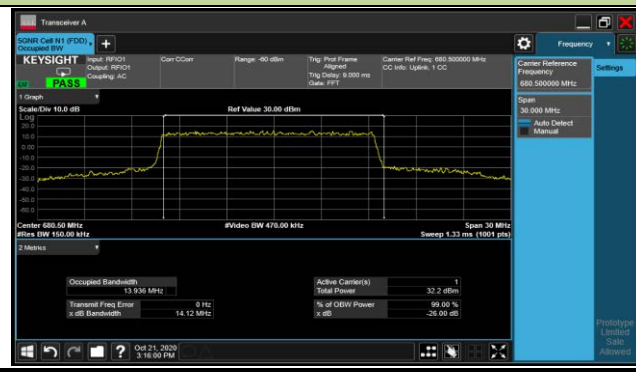 Transceiver A
5GNR Cell N1 (FDD)
Occupied BW
Frequency
KEYSIGHT
PASS
Input: RFIO1
Output: RFIO1
Coupling: AC
Corr CCorr
Range: -60 dBm
Trig: Prot Frame
Aligned
Trig Delay: 9.000 ms
Gate: FFT
Carrier Ref Freq: 680.500000 MHz
CC Info: Uplink, 1 CC
Carrier Reference
Frequency
680.500000 MHz
Settings
Span
30.000 MHz
Auto Detect
Manual
1 Graph
Scale/Div 10.0 dB
Ref Value 30.00 dBm
Log
20.0
10.0
0.00
-10.0
-20.0
-30.0
-40.0
-50.0
-60.0
Center 680.50 MHz
#Video BW 470.00 kHz
Span 30 MHz
#Res BW 150.00 kHz
Sweep 1.33 ms (1001 pts)
2 Metrics
Occupied Bandwidth
13.936 MHz
Active Carrier(s) 1
Total Power 32.2 dBm
Transmit Freq Error 0 Hz
x dB Bandwidth 14.12 MHz
% of OBW Power 99.00 %
x dB -26.00 dB
Prototype
Limited
Sale
Allowed
Oct 21, 2020
3:16:00 PM